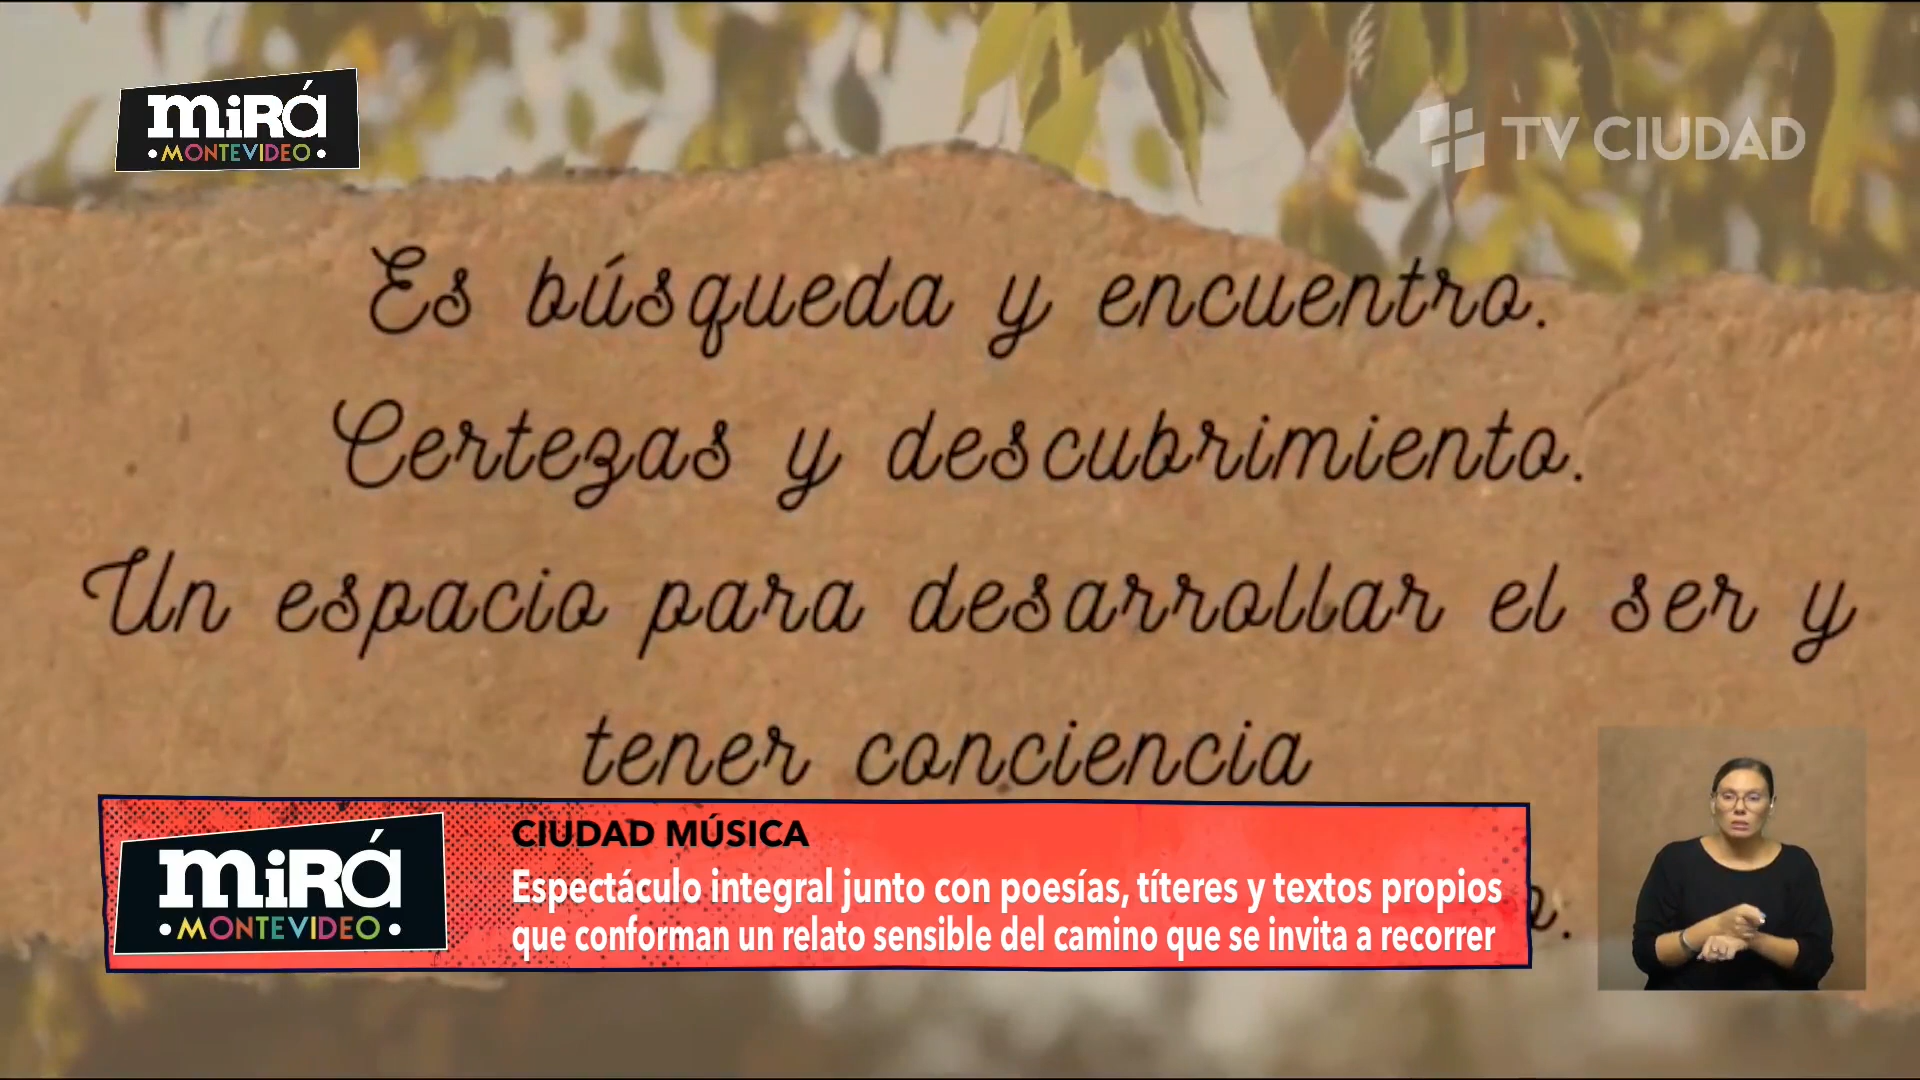 miRá
•MONTEVIDEO•
TV CIUDAD
Es búsqueda y encuentro.
Certezas y descubrimiento.
Un espacio para desarrollar el ser y
tener conciencia
miRá
•MONTEVIDEO•
CIUDAD MÚSICA
Espectáculo integral junto con poesías, títeres y textos propios
que conforman un relato sensible del camino que se invita a recorrer